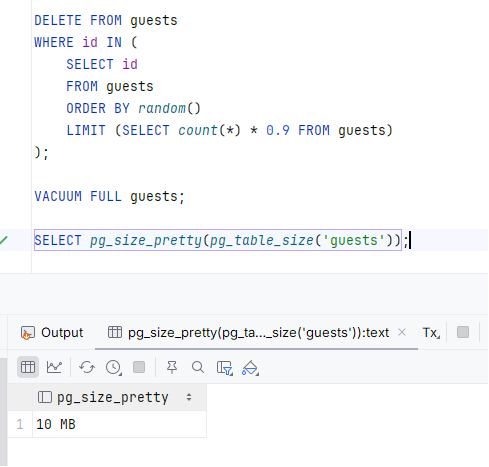 DELETE FROM guests
WHERE id IN (
    SELECT id
    FROM guests
    ORDER BY random()
    LIMIT (SELECT count(*) * 0.9 FROM guests)
);
VACUUM FULL guests;
SELECT pg_size_pretty(pg_table_size('guests'));
Output pg_size_pretty(pg_ta..._size('guests')):text Tx
pg_size_pretty
1 10 MB